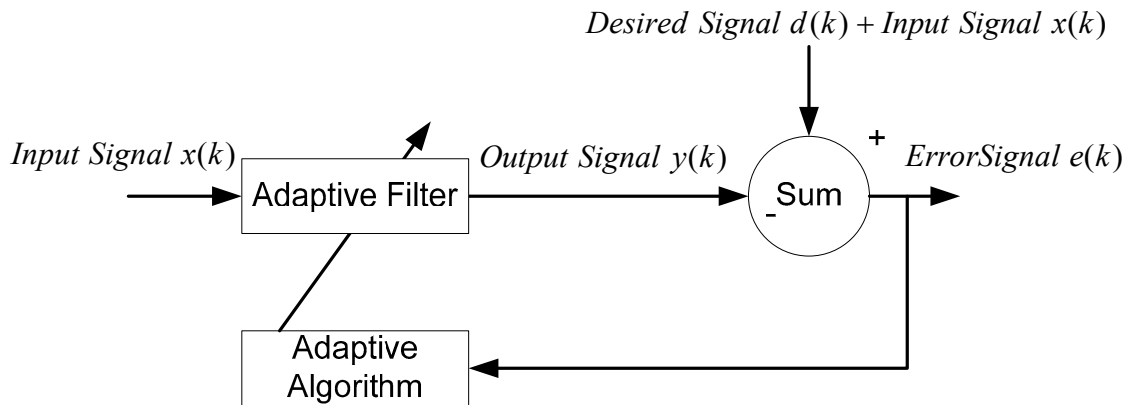 Desired Signal d(k) + Input Signal x(k)
+
Input Signal x(k)
Output Signal y(k)
ErrorSignal e(k)
Adaptive Filter
-
Sum
Adaptive
Algorithm